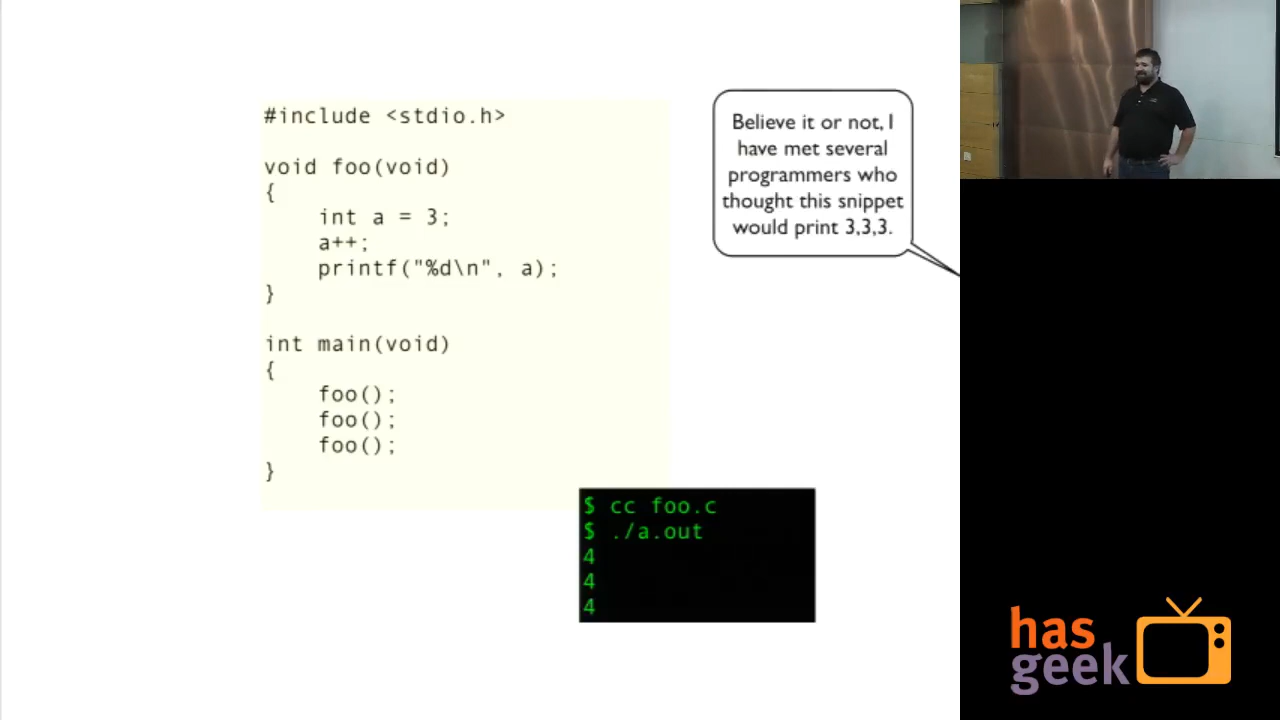 #include <stdio.h>
void foo(void)
{
int a = 3;
a++;
printf("%d\n", a);
}
int main(void)
{
foo();
foo();
foo();
}
Believe it or not, I
have met several
programmers who
thought this snippet
would print 3,3,3.
$ cc foo.c
$ ./a.out
4
4
4
has
geek